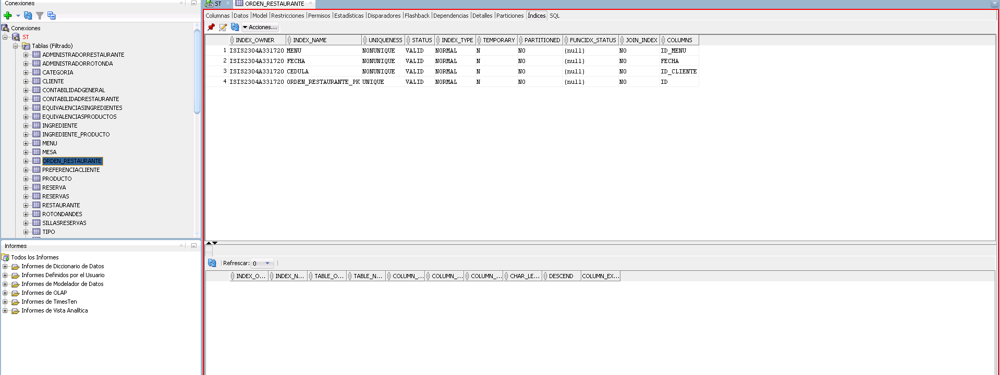 Conexiones
Conexiones
ST
Tablas (Filtrado)
ADMINISTRADORRESTAURANTE
ADMINISTRADORROTONDA
CATEGORIA
CLIENTE
CONTABILIDADGENERAL
CONTABILIDADRESTAURANTE
EQUIVALENCIASINGREDIENTES
EQUIVALENCIASPRODUCTOS
INGREDIENTE
INGREDIENTE_PRODUCTO
MENU
MESA
ORDEN_RESTAURANTE
PREFERENCIACLIENTE
PRODUCTO
RESERVA
RESERVAS
RESTAURANTE
ROTONDANDES
SILLASRESERVAS
TIPO
Informes
Todos los Informes
Informes de Diccionario de Datos
Informes Definidos por el Usuario
Informes de Modelador de Datos
Informes de OLAP
Informes de TimesTen
Informes de Vista Analítica
SQL ST ORDEN_RESTAURANTE
Columnas Datos Model Restricciones Permisos Estadísticas Disparadores Flashback Dependencias Detalles Particiones Índices SQL
Acciones...
INDEX_OWNER INDEX_NAME UNIQUENESS STATUS INDEX_TYPE TEMPORARY PARTITIONED FUNCIDX_STATUS JOIN_INDEX COLUMNS
1 ISIS2304A331720 MENU NONUNIQUE VALID NORMAL N NO (null) NO ID_MENU
2 ISIS2304A331720 FECHA NONUNIQUE VALID NORMAL N NO (null) NO FECHA
3 ISIS2304A331720 CEDULA NONUNIQUE VALID NORMAL N NO (null) NO ID_CLIENTE
4 ISIS2304A331720 ORDEN_RESTAURANTE_PK UNIQUE VALID NORMAL N NO (null) NO ID
Refrescar: 0
INDEX_O... INDEX_N... TABLE_O... TABLE_N... COLUMN_... COLUMN_... COLUMN_... CHAR_LE... DESCEND COLUMN_EX...